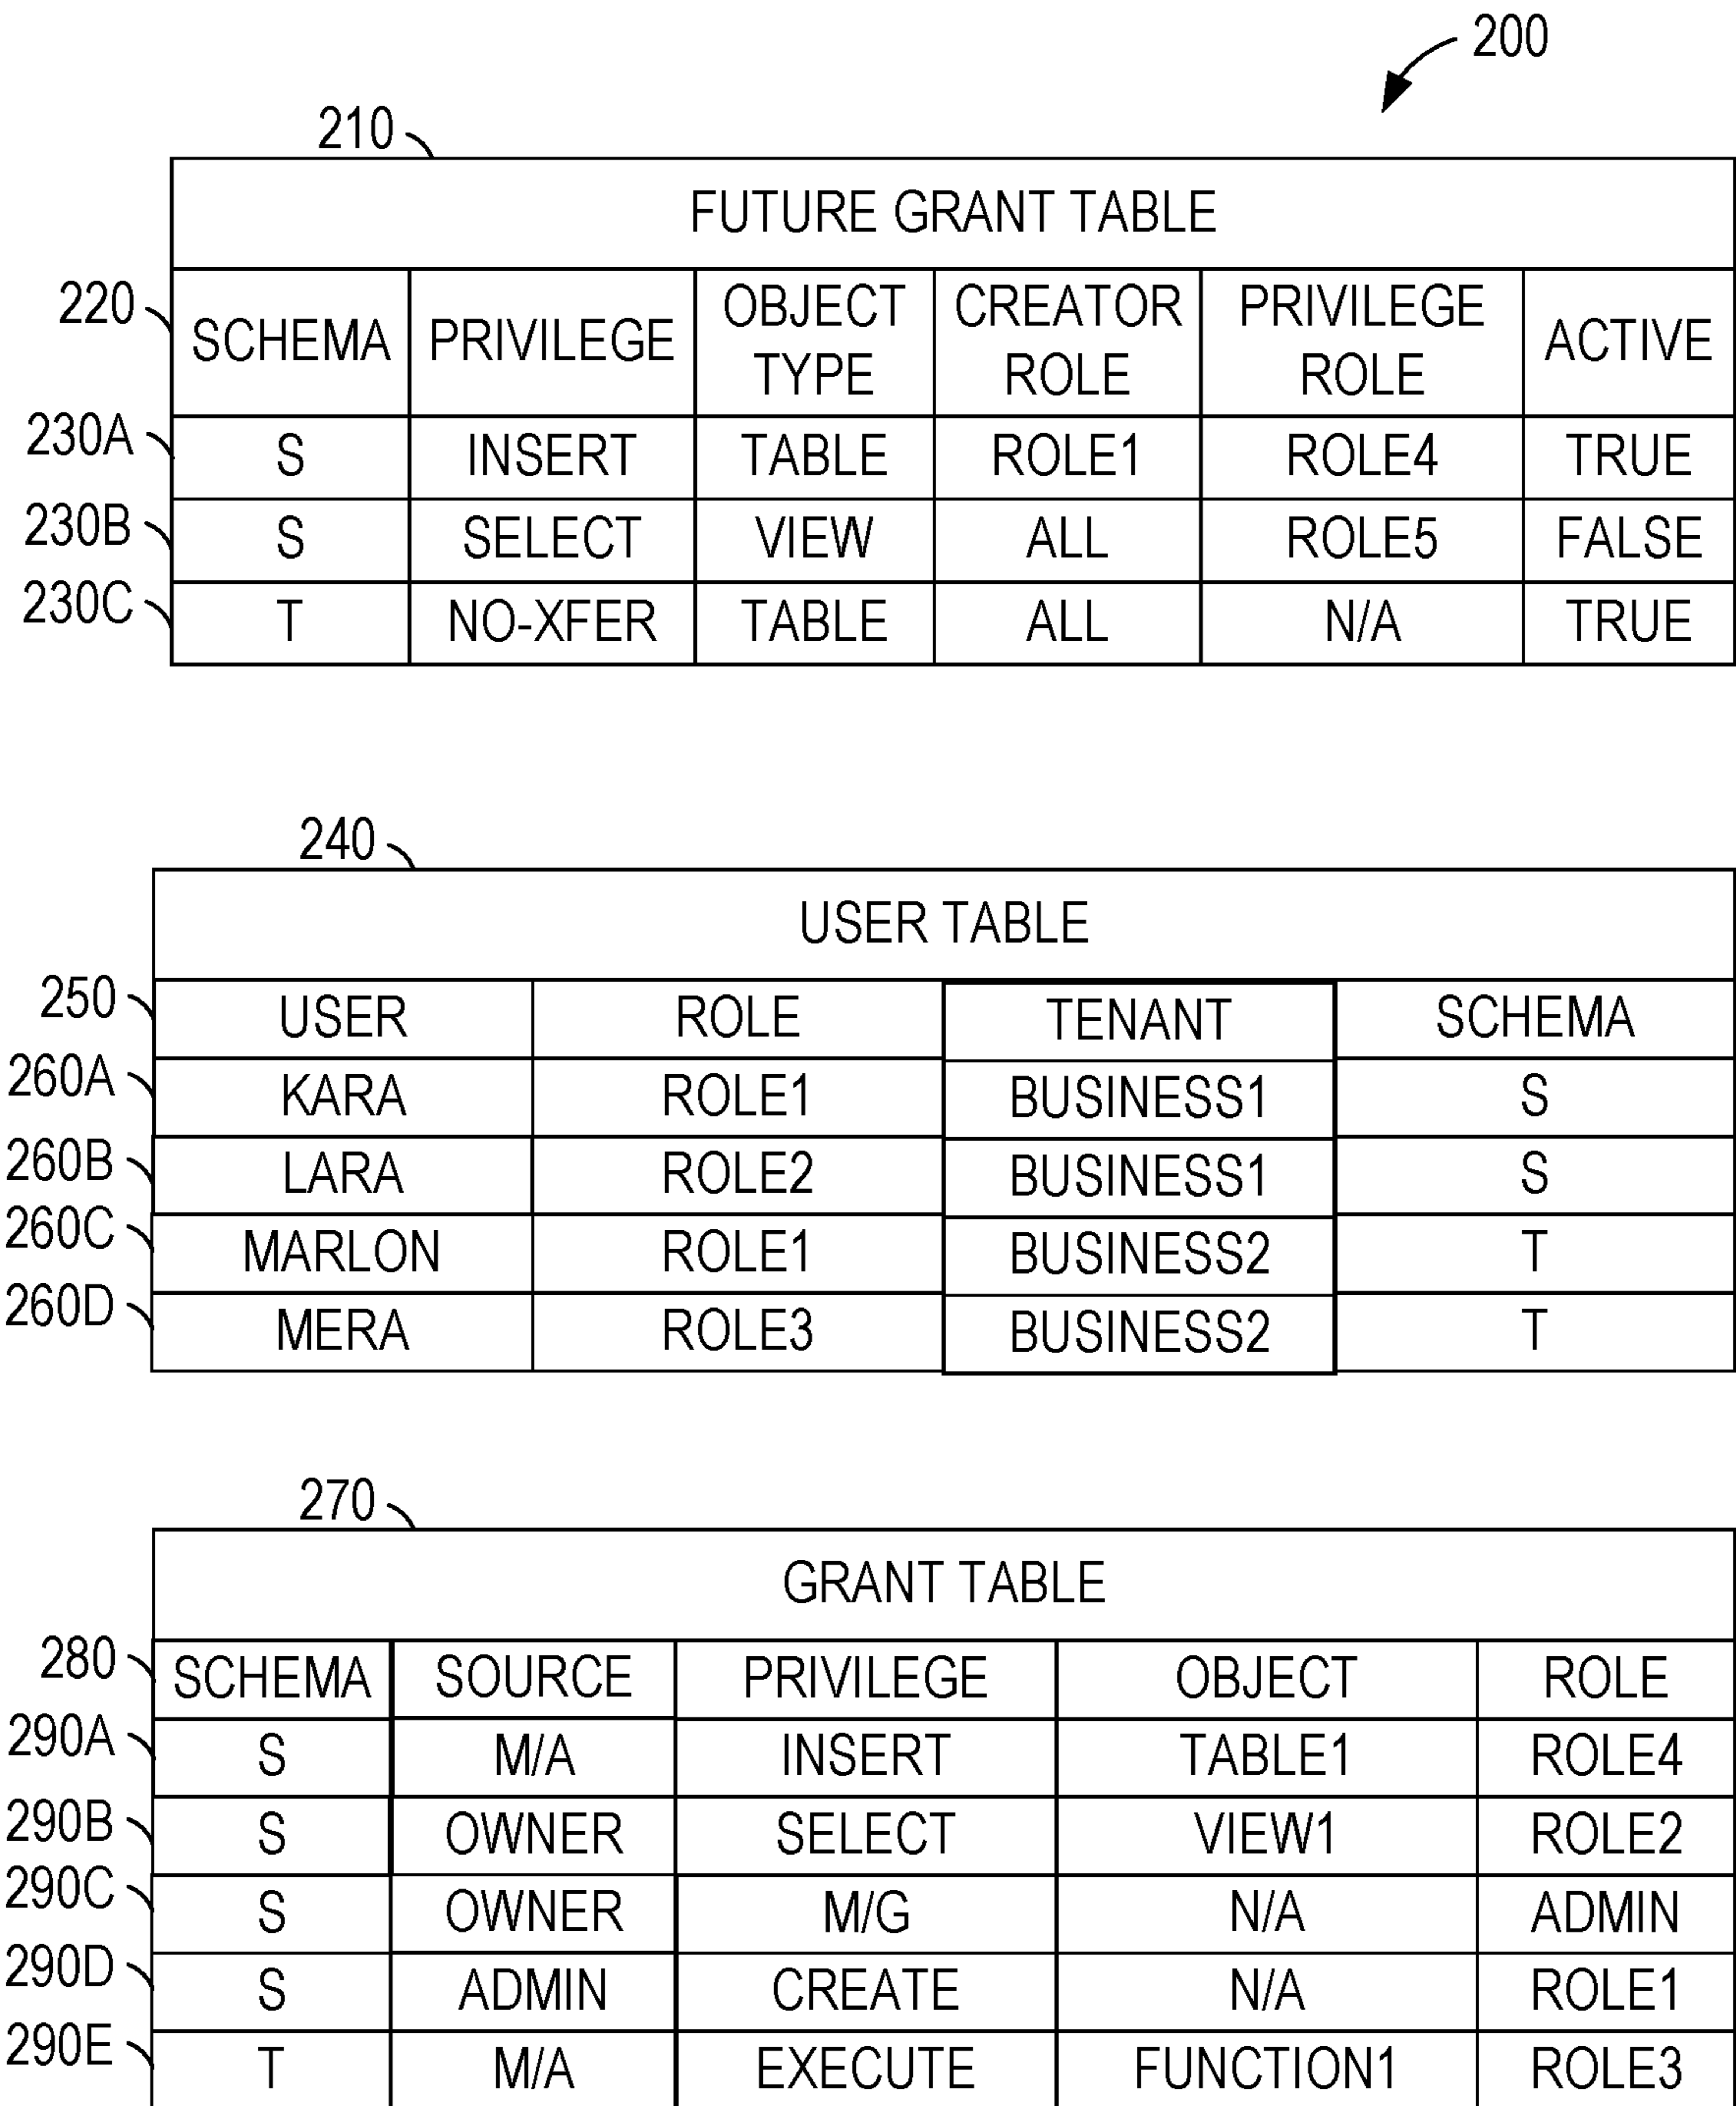 200
210
FUTURE GRANT TABLE
220 SCHEMA PRIVILEGE OBJECT TYPE CREATOR ROLE PRIVILEGE ROLE ACTIVE
230A S INSERT TABLE ROLE1 ROLE4 TRUE
230B S SELECT VIEW ALL ROLE5 FALSE
230C T NO-XFER TABLE ALL N/A TRUE
240
USER TABLE
250 USER ROLE TENANT SCHEMA
260A KARA ROLE1 BUSINESS1 S
260B LARA ROLE2 BUSINESS1 S
260C MARLON ROLE1 BUSINESS2 T
260D MERA ROLE3 BUSINESS2 T
270
GRANT TABLE
280 SCHEMA SOURCE PRIVILEGE OBJECT ROLE
290A S M/A INSERT TABLE1 ROLE4
290B S OWNER SELECT VIEW1 ROLE2
290C S OWNER M/G N/A ADMIN
290D S ADMIN CREATE N/A ROLE1
290E T M/A EXECUTE FUNCTION1 ROLE3